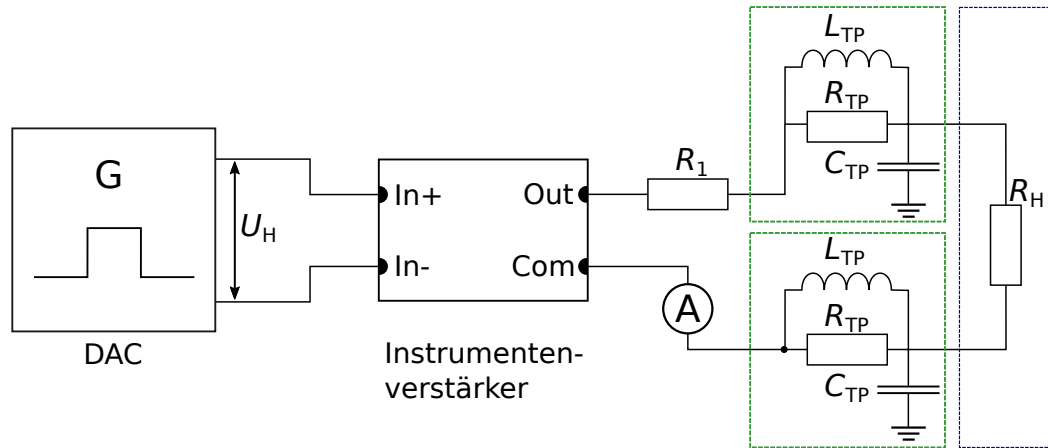 G
U_H
DAC
In+
In-
Out
Com
Instrumenten-
verstärker
R_1
A
L_TP
R_TP
C_TP
L_TP
R_TP
C_TP
R_H